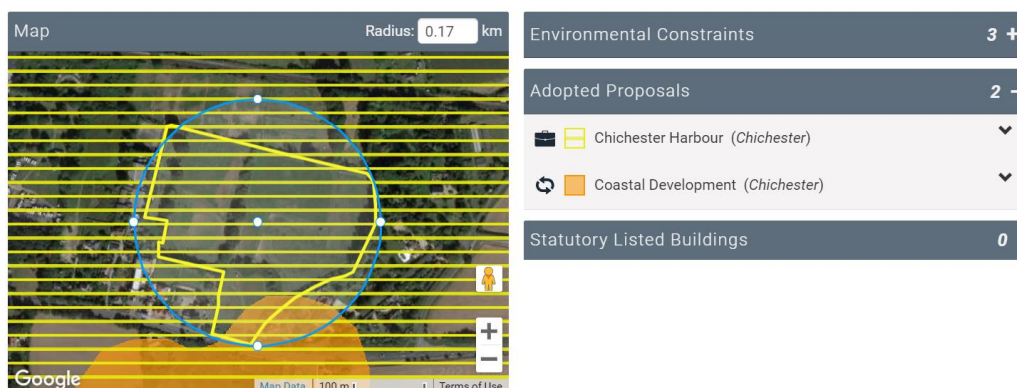 Map
Radius: 0.17 km
Google
Map Data
100 m
Terms of Use
Environmental Constraints 3 +
Adopted Proposals 2 -
Chichester Harbour (Chichester)
Coastal Development (Chichester)
Statutory Listed Buildings 0